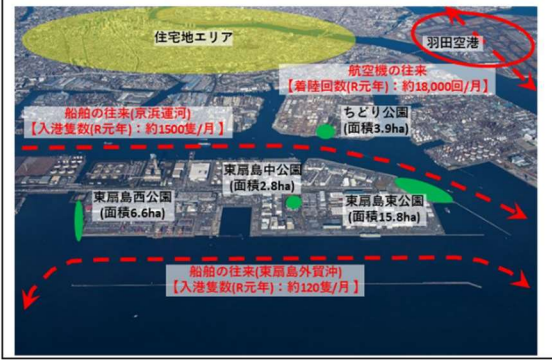 住宅地エリア
羽田空港
航空機の往来
【着陸回数(R元年)：約18,000回/月】
船舶の往来(京浜運河)
【入港隻数(R元年)：約1500隻/月】
ちどり公園
(面積3.9ha)
東扇島中公園
(面積2.8ha)
東扇島西公園
(面積6.6ha)
東扇島東公園
(面積15.8ha)
船舶の往来(東扇島外貿沖)
【入港隻数(R元年)：約120隻/月】